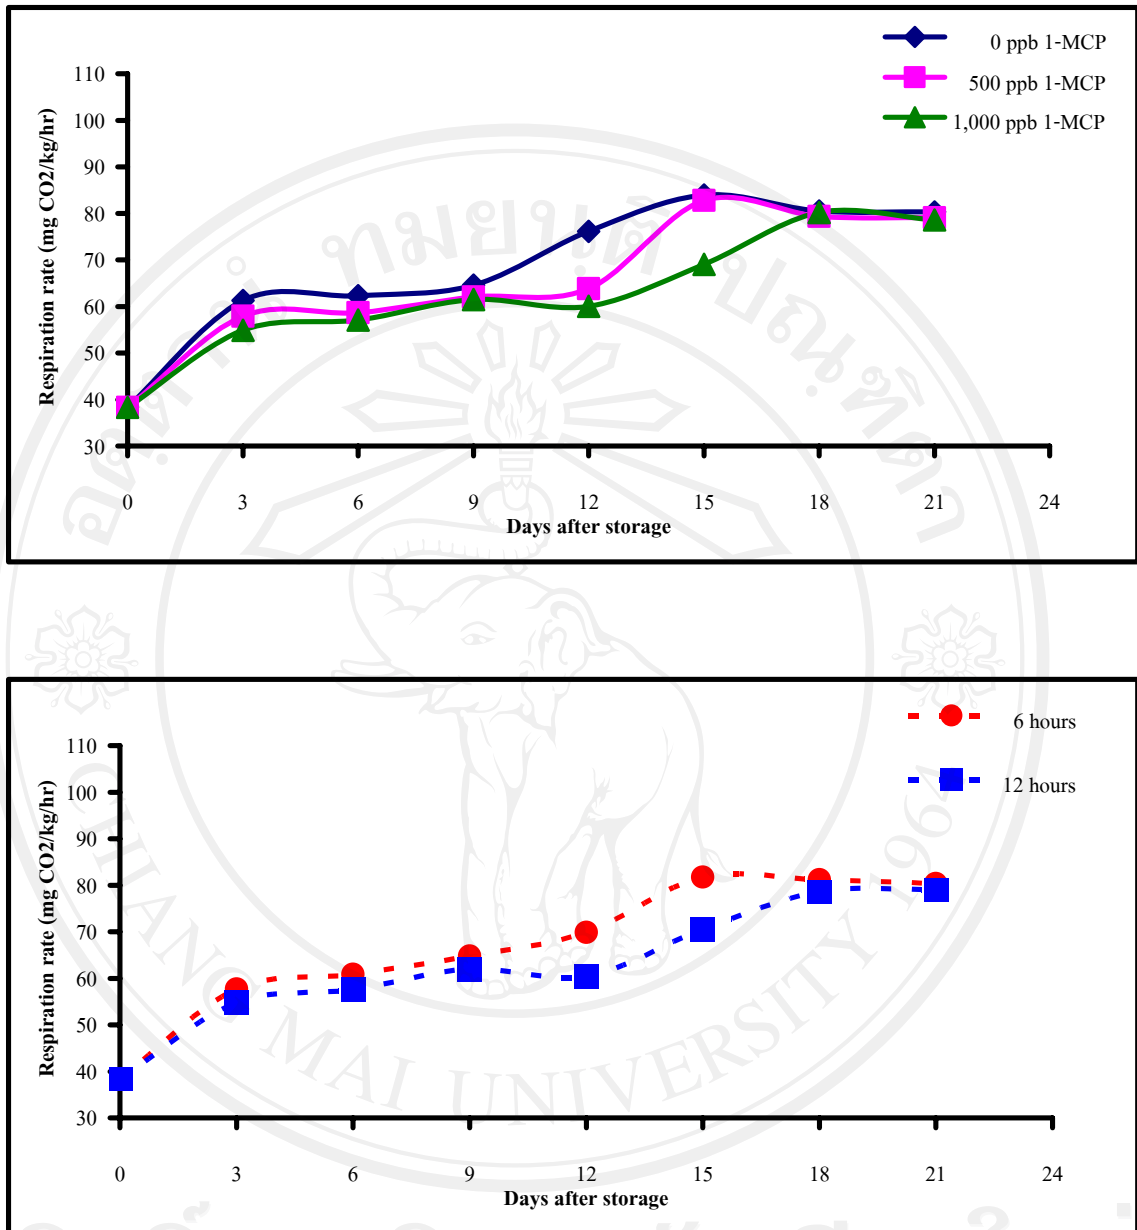 0 ppb 1-MCP
500 ppb 1-MCP
1,000 ppb 1-MCP
Respiration rate (mg CO2/kg/hr)
110
100
90
80
70
60
50
40
30
0 3 6 9 12 15 18 21 24
Days after storage
6 hours
12 hours
Respiration rate (mg CO2/kg/hr)
110
100
90
80
70
60
50
40
30
0 3 6 9 12 15 18 21 24
Days after storage
CHIANG MAI UNIVERSITY 1964